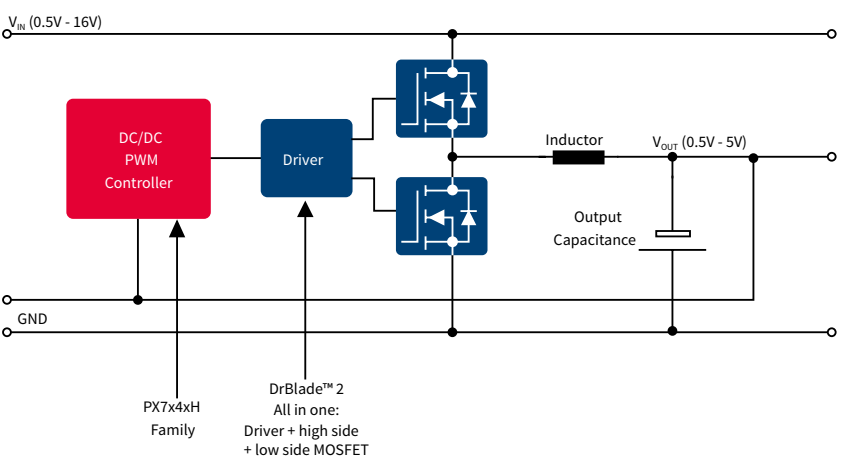 V_IN (0.5V - 16V)
DC/DC
PWM
Controller
Driver
Inductor
V_OUT (0.5V - 5V)
Output
Capacitance
GND
PX7x4xH
Family
DrBlade™ 2
All in one:
Driver + high side
+ low side MOSFET